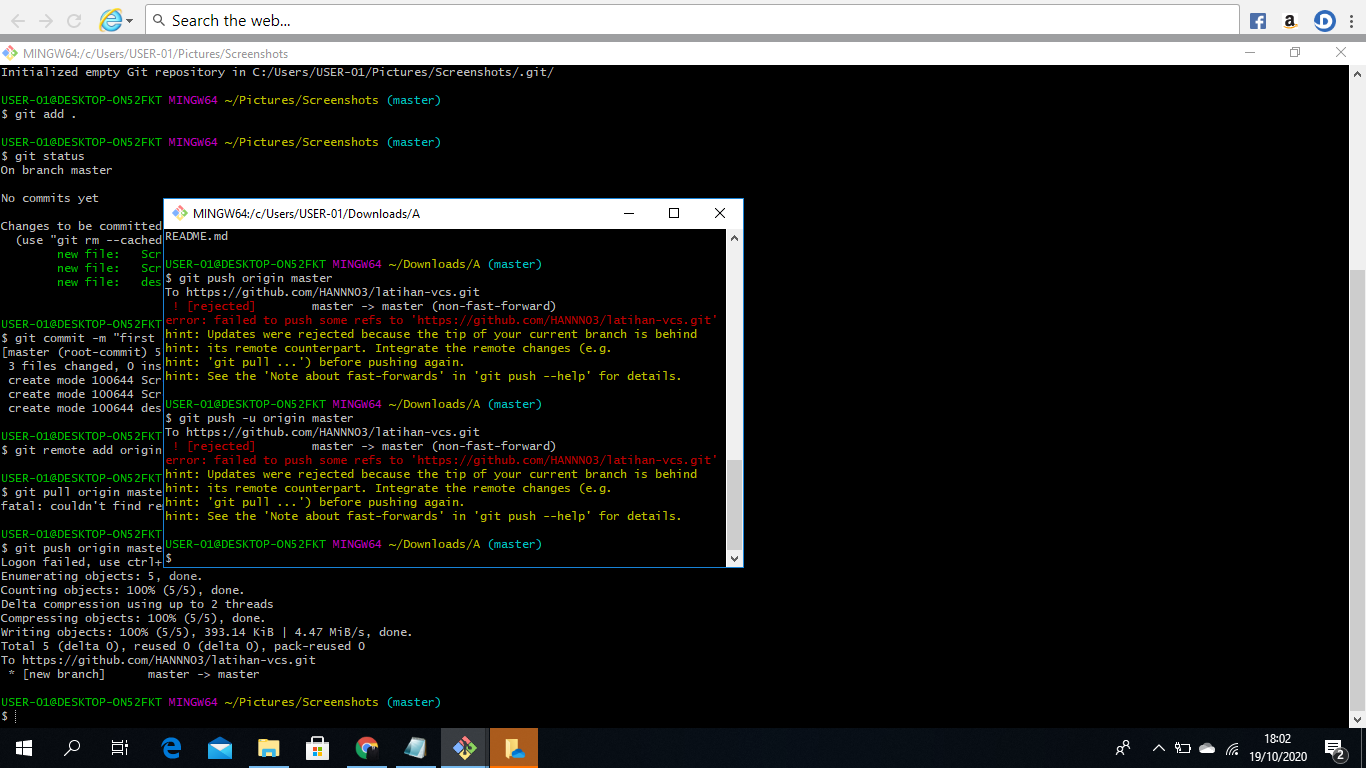 Search the web...
MINGW64:/c/Users/USER-01/Pictures/Screenshots
Initialized empty Git repository in C:/Users/USER-01/Pictures/Screenshots/.git/
USER-01@DESKTOP-ON52FKT MINGW64 ~/Pictures/Screenshots (master)
$ git add .
USER-01@DESKTOP-ON52FKT MINGW64 ~/Pictures/Screenshots (master)
$ git status
On branch master
No commits yet
Changes to be committed
(use "git rm --cached
new file: Scr
new file: Scr
new file: des
USER-01@DESKTOP-ON52FKT
$ git commit -m "first
[master (root-commit) 5
3 files changed, 0 ins
create mode 100644 Scr
create mode 100644 Scr
create mode 100644 des
USER-01@DESKTOP-ON52FKT
$ git remote add origin
USER-01@DESKTOP-ON52FKT
$ git pull origin maste
fatal: couldn't find re
USER-01@DESKTOP-ON52FKT
$ git push origin maste
Logon failed, use ctrl+
Enumerating objects: 5, done.
Counting objects: 100% (5/5), done.
Delta compression using up to 2 threads
Compressing objects: 100% (5/5), done.
Writing objects: 100% (5/5), 393.14 KiB | 4.47 MiB/s, done.
Total 5 (delta 0), reused 0 (delta 0), pack-reused 0
To https://github.com/HANNNO3/latihan-vcs.git
* [new branch] master -> master
USER-01@DESKTOP-ON52FKT MINGW64 ~/Pictures/Screenshots (master)
$
MINGW64:/c/Users/USER-01/Downloads/A
README.md
USER-01@DESKTOP-ON52FKT MINGW64 ~/Downloads/A (master)
$ git push origin master
To https://github.com/HANNNO3/latihan-vcs.git
! [rejected] master -> master (non-fast-forward)
error: failed to push some refs to 'https://github.com/HANNNO3/latihan-vcs.git'
hint: Updates were rejected because the tip of your current branch is behind
hint: its remote counterpart. Integrate the remote changes (e.g.
hint: 'git pull ...') before pushing again.
hint: See the 'Note about fast-forwards' in 'git push --help' for details.
USER-01@DESKTOP-ON52FKT MINGW64 ~/Downloads/A (master)
$ git push -u origin master
To https://github.com/HANNNO3/latihan-vcs.git
! [rejected] master -> master (non-fast-forward)
error: failed to push some refs to 'https://github.com/HANNNO3/latihan-vcs.git'
hint: Updates were rejected because the tip of your current branch is behind
hint: its remote counterpart. Integrate the remote changes (e.g.
hint: 'git pull ...') before pushing again.
hint: See the 'Note about fast-forwards' in 'git push --help' for details.
USER-01@DESKTOP-ON52FKT MINGW64 ~/Downloads/A (master)
$
18:02
19/10/2020
2